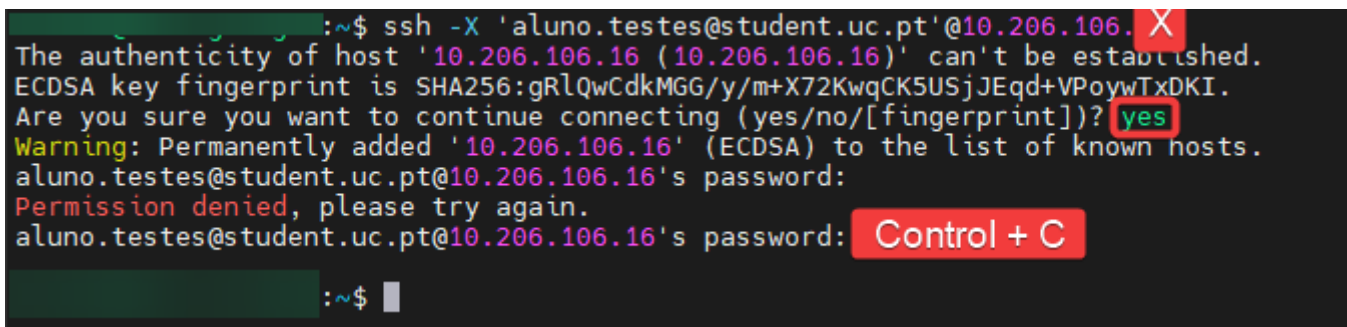 :~$ ssh -X 'aluno.testes@student.uc.pt'@10.206.106. X
The authenticity of host '10.206.106.16 (10.206.106.16)' can't be established.
ECDSA key fingerprint is SHA256:gRlQwCdkMGG/y/m+X72KwqCK5USjJEqd+VPoywTxDKI.
Are you sure you want to continue connecting (yes/no/[fingerprint])? yes
Warning: Permanently added '10.206.106.16' (ECDSA) to the list of known hosts.
aluno.testes@student.uc.pt@10.206.106.16's password:
Permission denied, please try again.
aluno.testes@student.uc.pt@10.206.106.16's password: Control + C
:~$